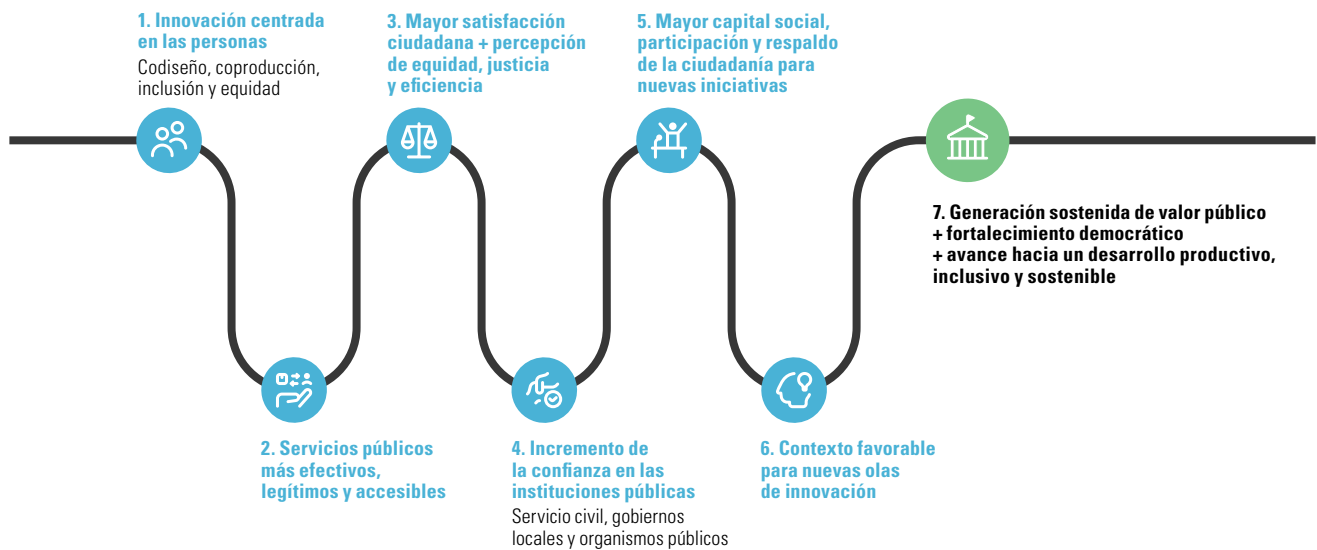 1. Innovación centrada
en las personas
Codiseño, coproducción,
inclusión y equidad
2. Servicios públicos
más efectivos,
legítimos y accesibles
3. Mayor satisfacción
ciudadana + percepción
de equidad, justicia
y eficiencia
4. Incremento de
la confianza en las
instituciones públicas
Servicio civil, gobiernos
locales y organismos públicos
5. Mayor capital social,
participación y respaldo
de la ciudadanía para
nuevas iniciativas
6. Contexto favorable
para nuevas olas
de innovación
7. Generación sostenida de valor público
+ fortalecimiento democrático
+ avance hacia un desarrollo productivo,
inclusivo y sostenible